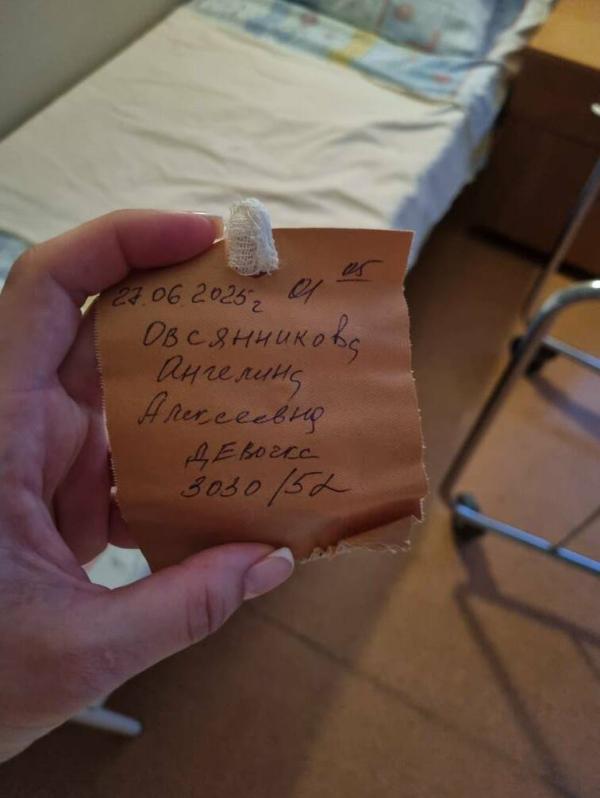 27.06.2025г 01 05
Овсянникова
Ангелина
Алексеевна
Девочка
3030/52